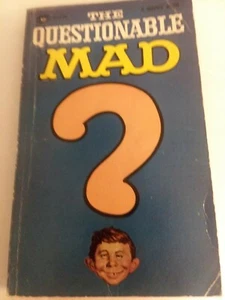 THE
QUESTIONABLE
MAD
?